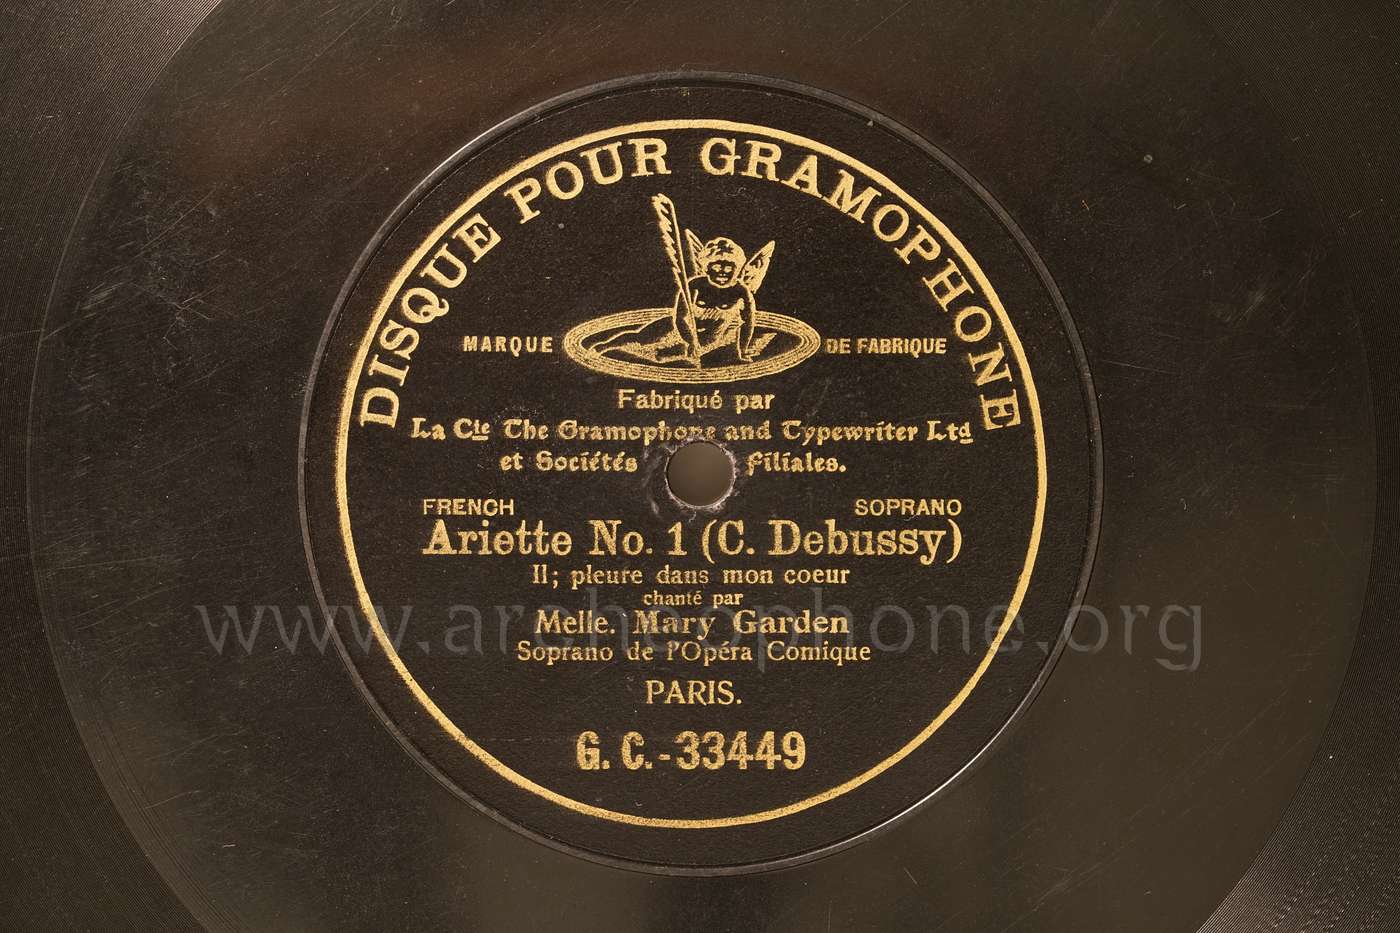 DISQUE POUR GRAMOPHONE
MARQUE DE FABRIQUE
Fabriqué par
La Cie The Gramophone and Typewriter Ltd
et Sociétés filiales.
FRENCH SOPRANO
Ariette No. 1 (C. Debussy)
Il; pleure dans mon coeur
chanté par
www.archeophone.org
Melle. Mary Garden
Soprano de l'Opéra Comique
PARIS.
G. C.-33449